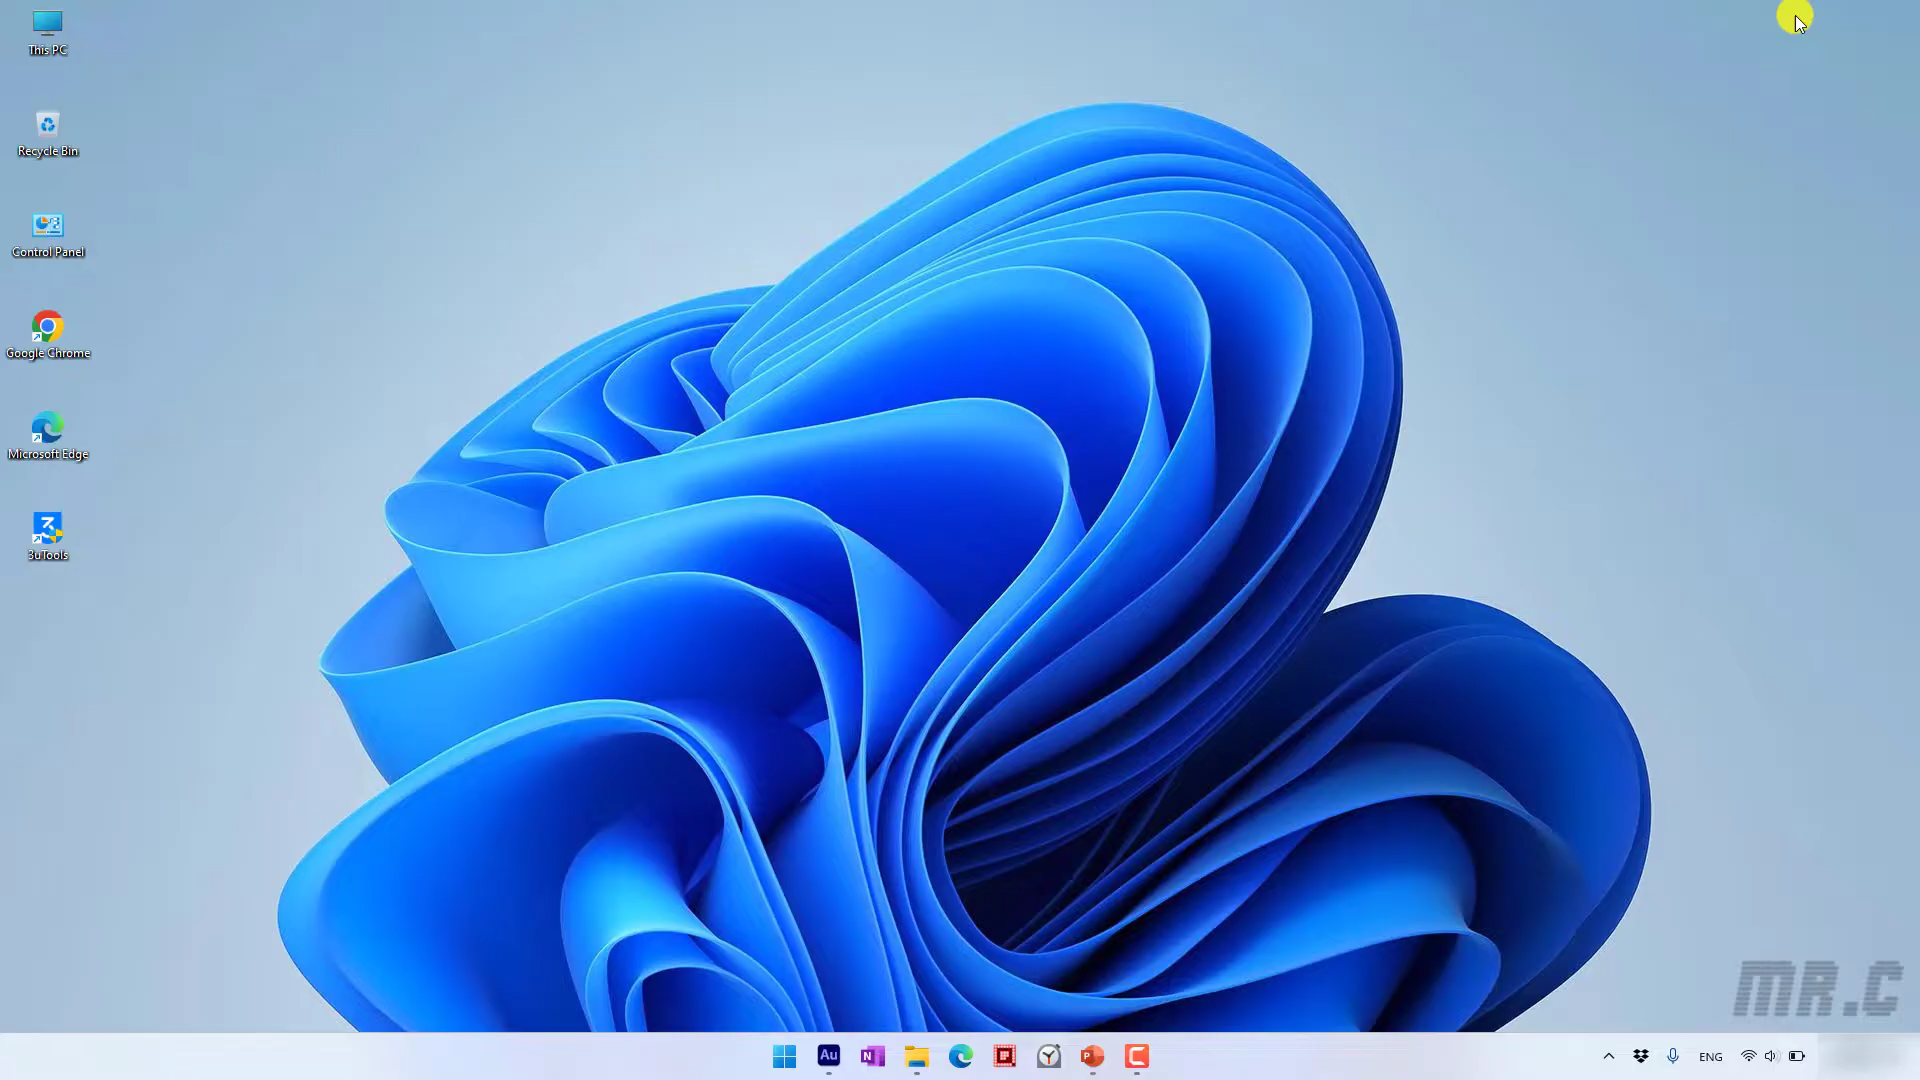 This PC
Recycle Bin
Control Panel
Google Chrome
Microsoft Edge
3uTools
MR.C
Au
N
P
C
ENG